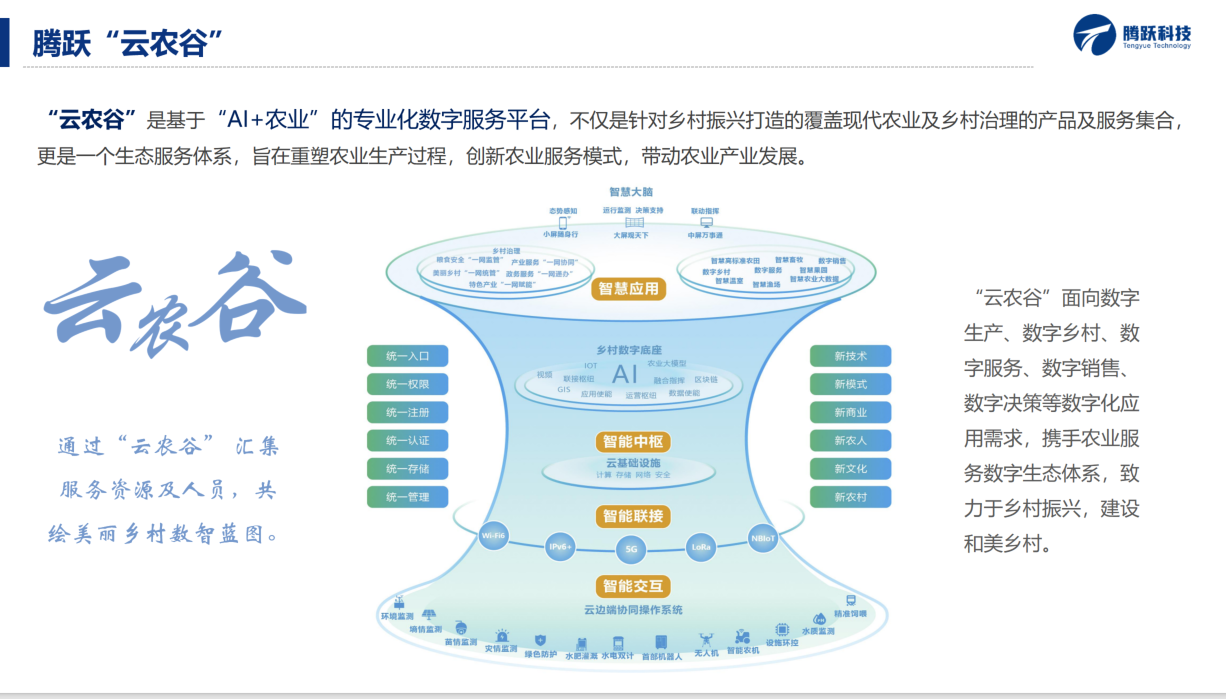 腾跃“云农谷”
腾跃科技
Tengyue Technology
“云农谷”是基于“AI+农业”的专业化数字服务平台，不仅是针对乡村振兴打造的覆盖现代农业及乡村治理的产品及服务集合，
更是一个生态服务体系，旨在重塑农业生产过程，创新农业服务模式，带动农业产业发展。
云农谷
通过“云农谷” 汇集
服务资源及人员，共
绘美丽乡村数智蓝图。
智慧大脑
态势感知
运行监测 决策支持
联动指挥
小屏随身行
大屏观天下
中屏万事通
乡村治理
粮食安全“一网监管” 产业服务“一网协同”
美丽乡村“一网统管” 政务服务“一网通办”
特色产业“一网赋能”
智慧高标准农田 智慧畜牧 数字销售
数字乡村 数字服务 智慧果园
智慧温室 智慧渔场 智慧农业大数据
智慧应用
统一入口
统一权限
统一注册
统一认证
统一存储
统一管理
乡村数字底座
视频 IOT AI 农业大模型
联接枢纽 融合指挥 区块链
GIS 应用使能 运营枢纽 数据使能
智能中枢
云基础设施
计算 存储 网络 安全
智能联接
Wi-Fi6
IPv6+
5G
LoRa
NBIoT
智能交互
云边端协同操作系统
环境监测
墒情监测
苗情监测
灾情监测
绿色防护
水肥灌溉
水电双计
首部机器人
无人机
智能农机
设施环控
水质监测
精准饲喂
新技术
新模式
新商业
新农人
新文化
新农村
“云农谷”面向数字
生产、数字乡村、数
字服务、数字销售、
数字决策等数字化应
用需求，携手农业服
务数字生态体系，致
力于乡村振兴，建设
和美乡村。